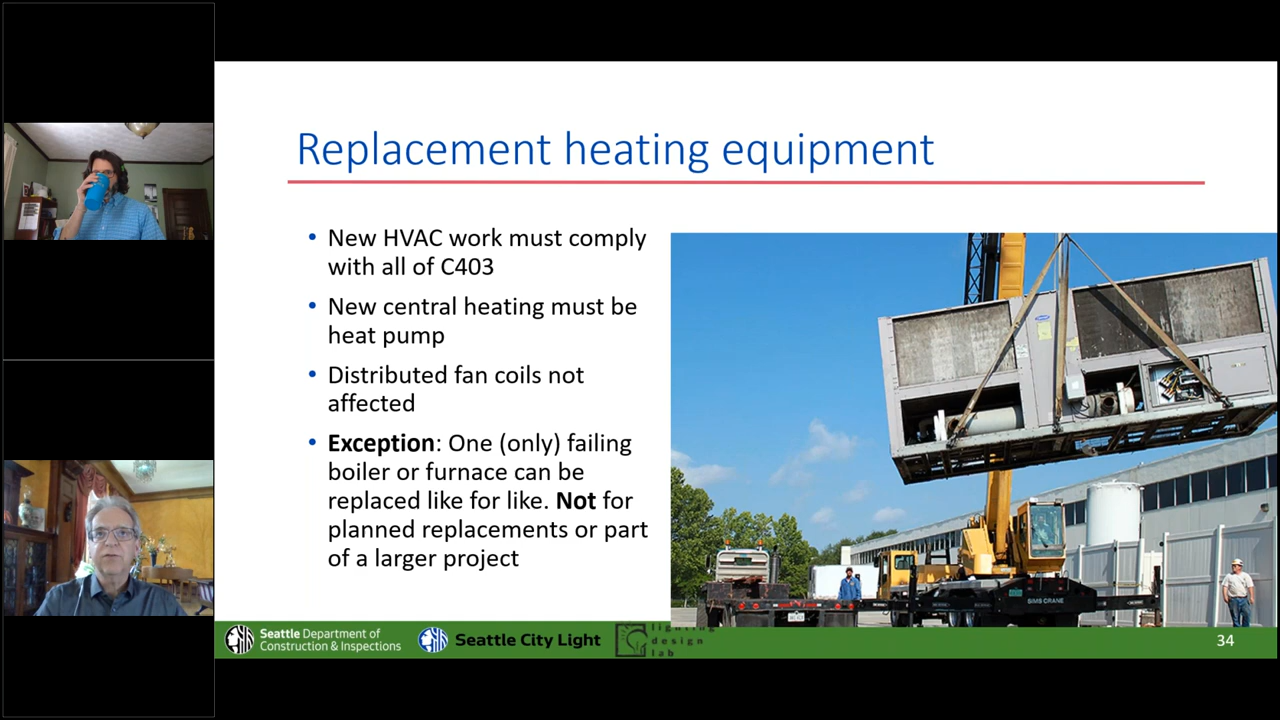 Replacement heating equipment
• New HVAC work must comply
with all of C403
• New central heating must be
heat pump
• Distributed fan coils not
affected
• Exception: One (only) failing
boiler or furnace can be
replaced like for like. Not for
planned replacements or part
of a larger project
SIMS CRANE
Seattle Department of
Construction & Inspections
Seattle City Light
lighting
design
lab
34